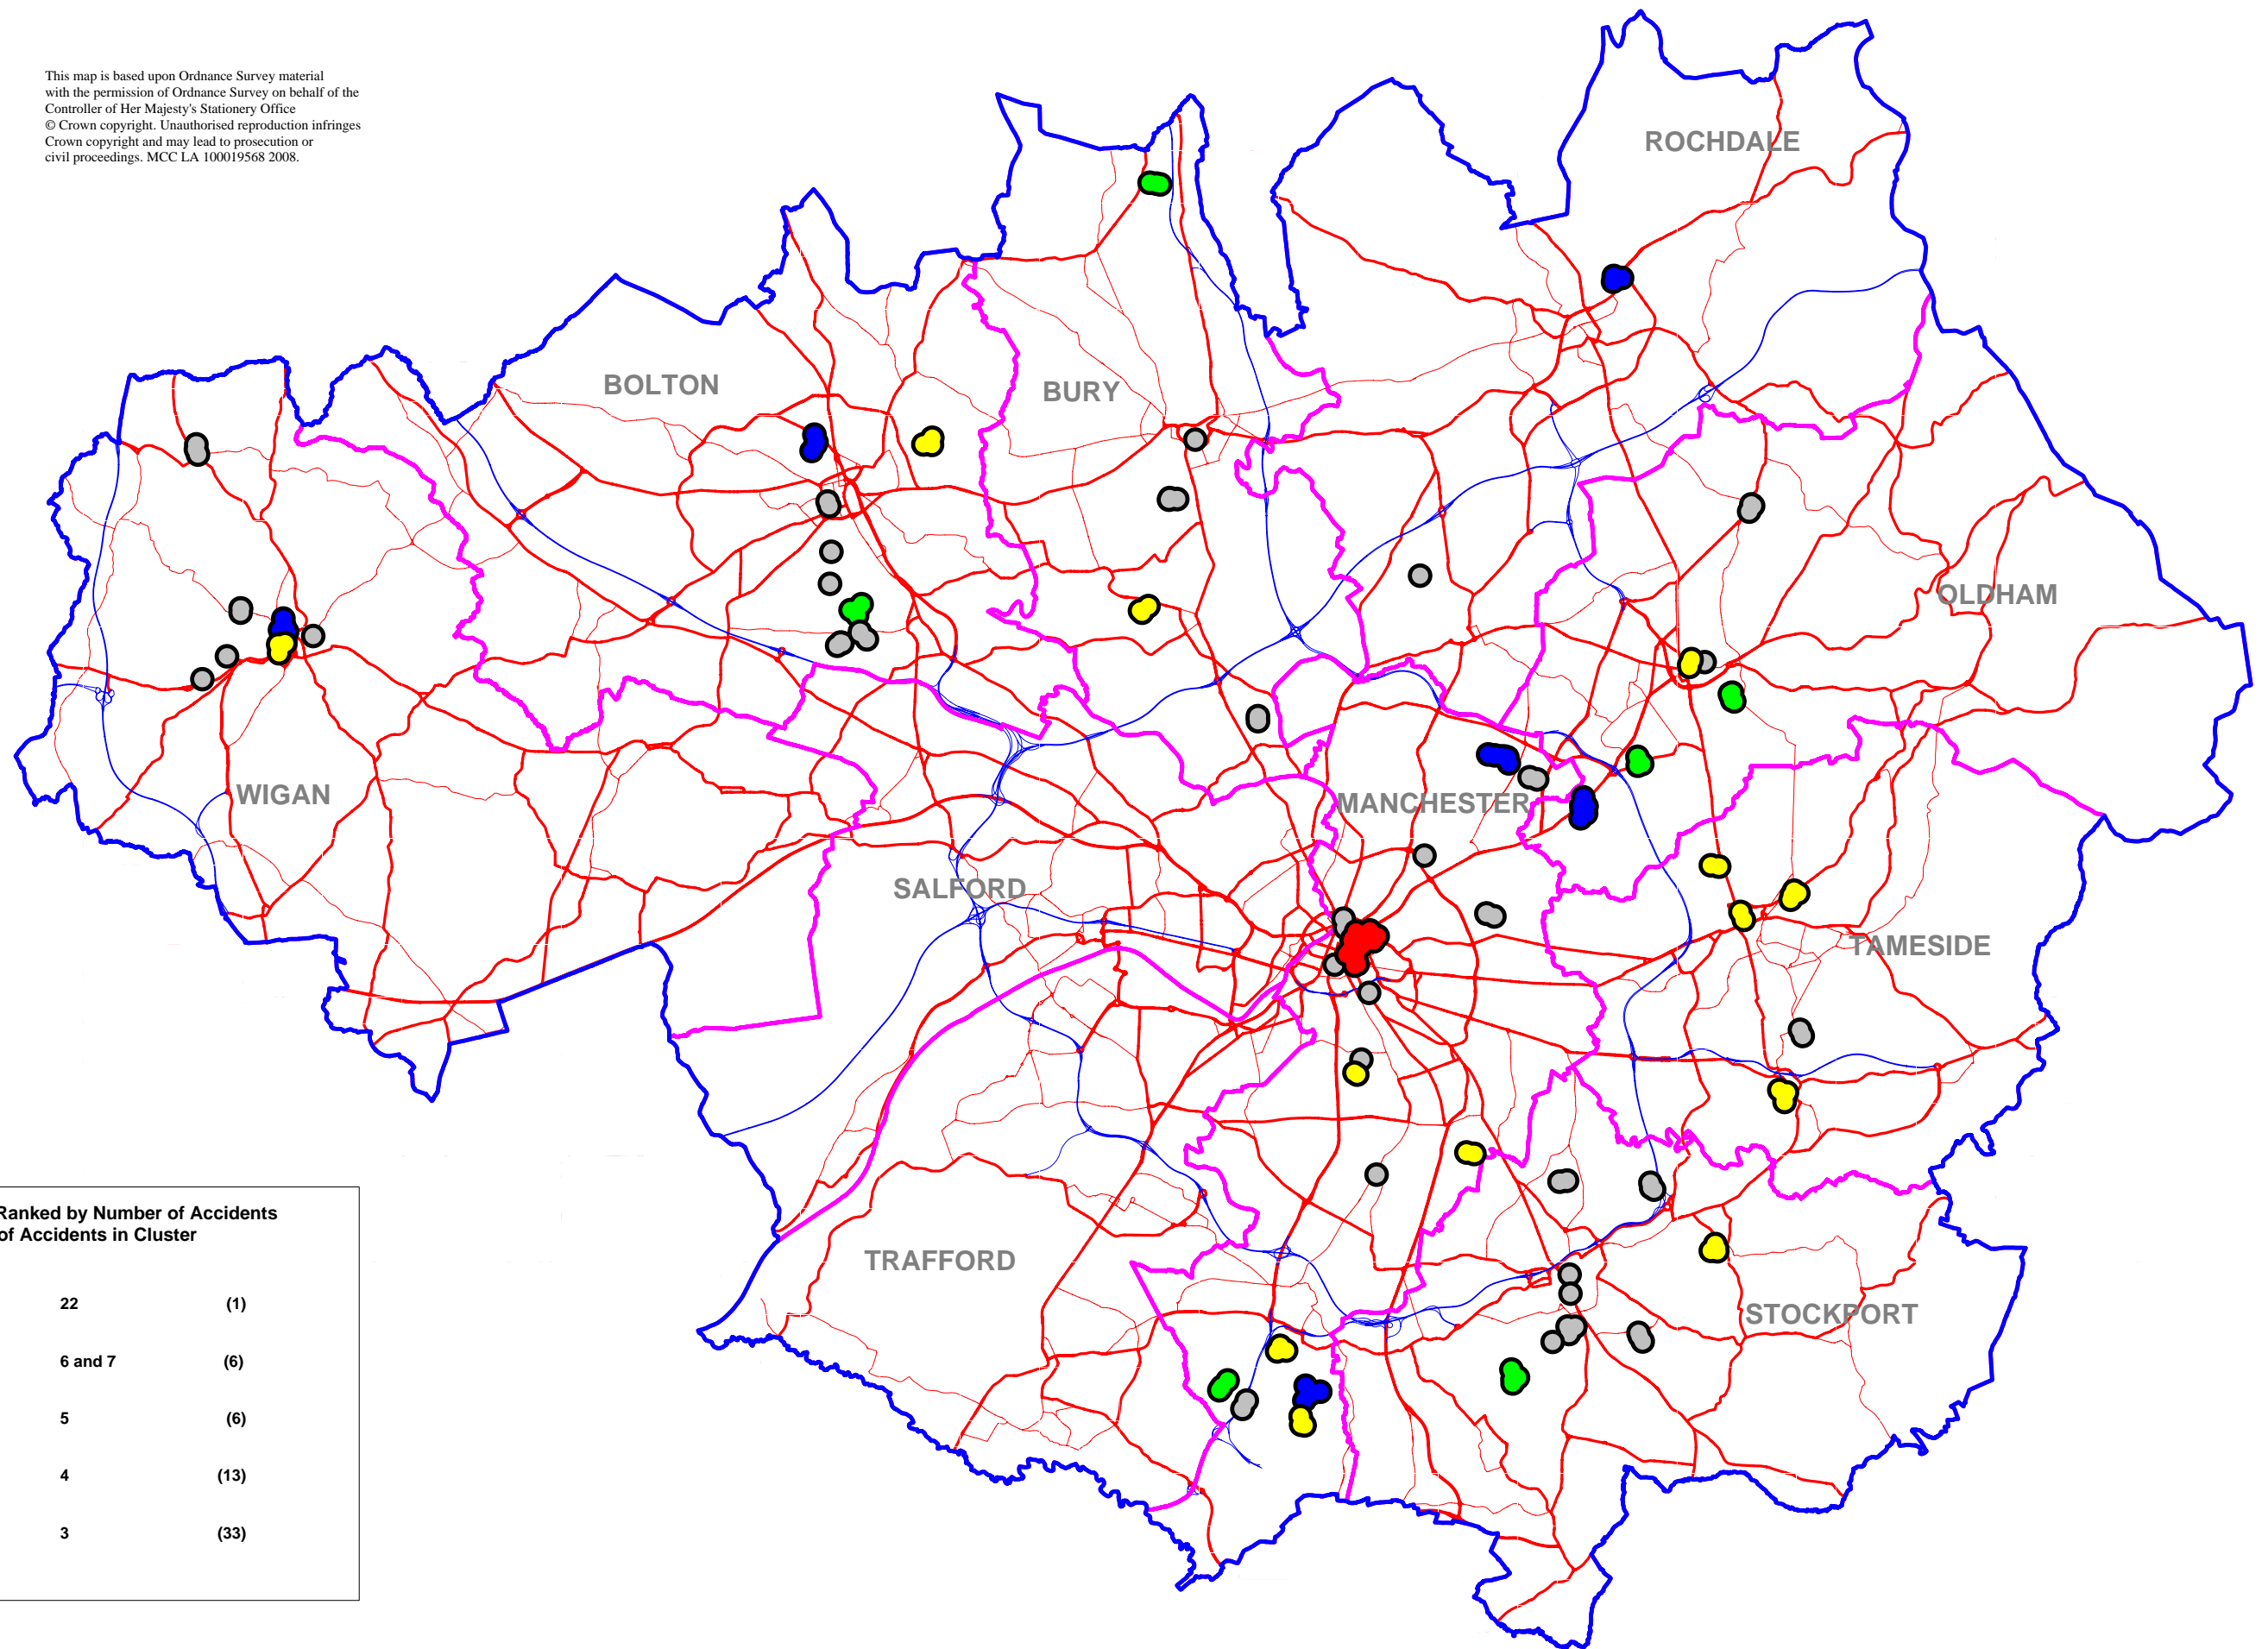 This map is based upon Ordnance Survey material
with the permission of Ordnance Survey on behalf of the
Controller of Her Majesty's Stationery Office
© Crown copyright. Unauthorised reproduction infringes
Crown copyright and may lead to prosecution or
civil proceedings. MCC LA 100019568 2008.
ROCHDALE
BOLTON
BURY
OLDHAM
WIGAN
MANCHESTER
SALFORD
TAMESIDE
TRAFFORD
STOCKPORT
Ranked by Number of Accidents
of Accidents in Cluster
22 (1)
6 and 7 (6)
5 (6)
4 (13)
3 (33)